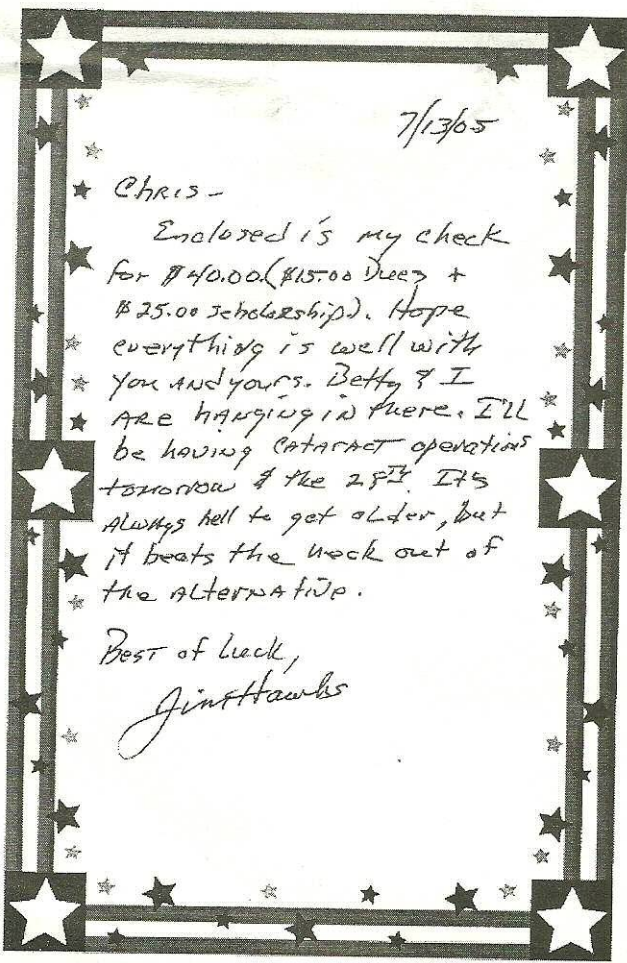 7/13/05
Chris-
Enclosed is my check
for $40.00 ($15.00 Dues +
$25.00 scholarship). Hope
everything is well with
you and yours. Betty & I
are hanging in there. I'll
be having cataract operations
tomorrow & the 28th. Its
always hell to get older, but
it beats the heck out of
the alternative.
Best of Luck,
Jim Hawks